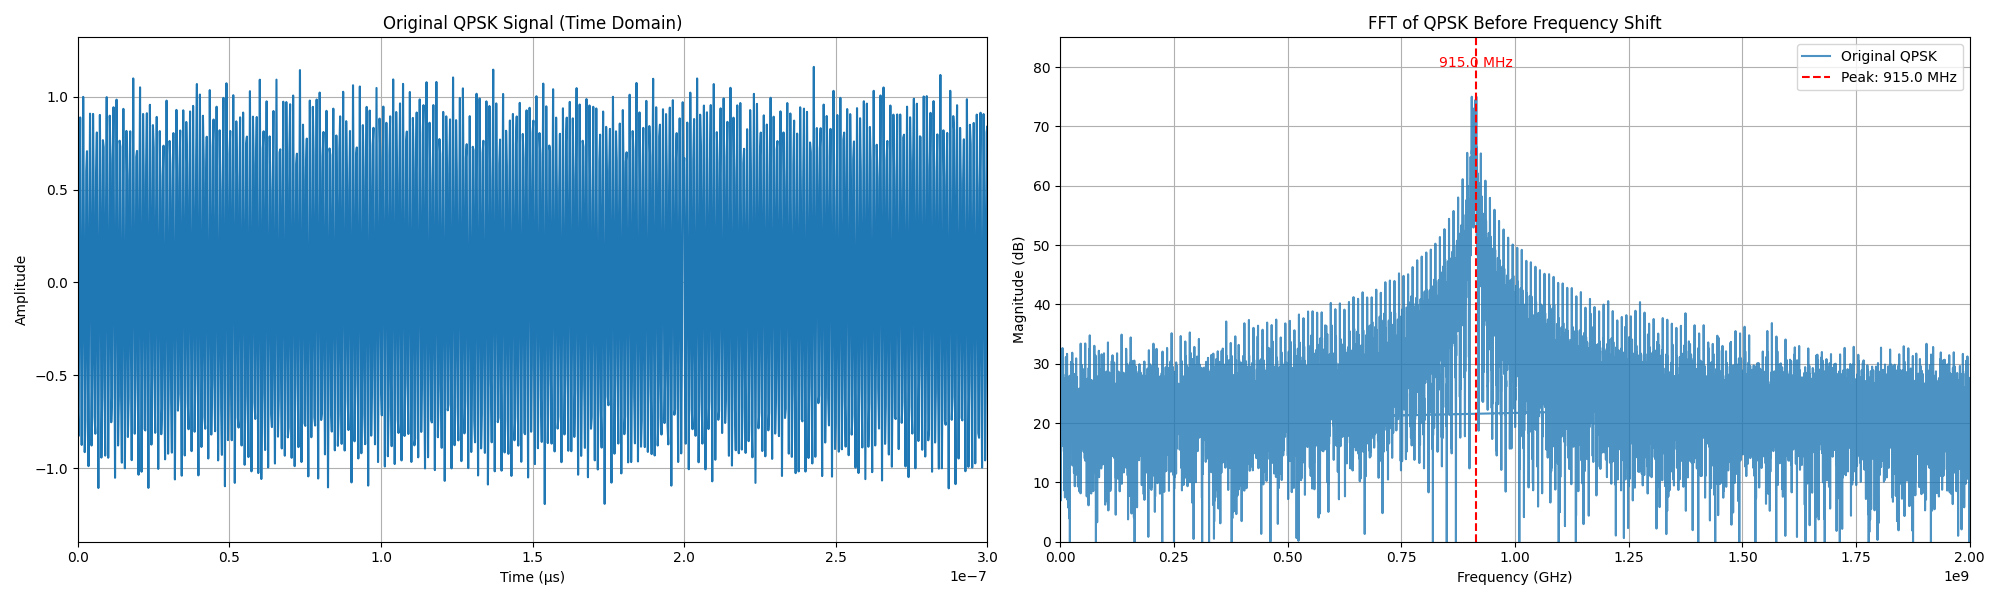 Original QPSK Signal (Time Domain)
1.0
0.5
0.0
−0.5
−1.0
Amplitude
0.0 0.5 1.0 1.5 2.0 2.5 3.0
Time (μs)
1e−7
FFT of QPSK Before Frequency Shift
915.0 MHz
Original QPSK
Peak: 915.0 MHz
80
70
60
50
40
30
20
10
0
Magnitude (dB)
0.00 0.25 0.50 0.75 1.00 1.25 1.50 1.75 2.00
Frequency (GHz)
1e9